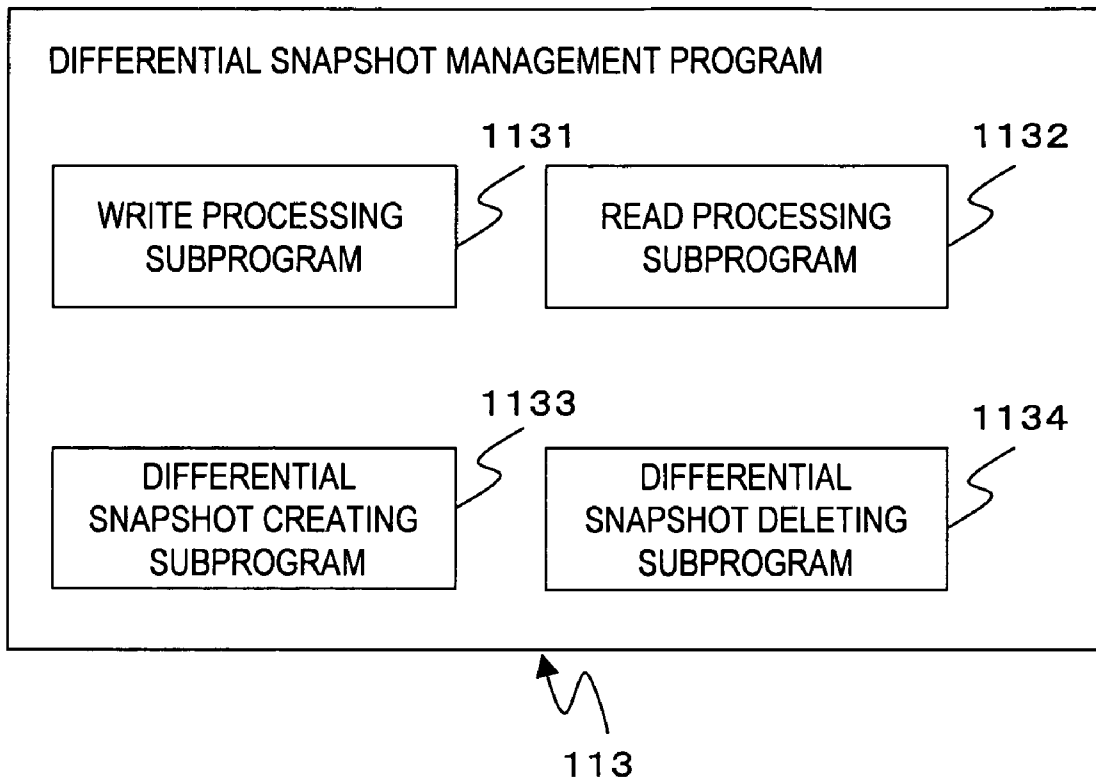 DIFFERENTIAL SNAPSHOT MANAGEMENT PROGRAM
1131
1132
WRITE PROCESSING
SUBPROGRAM
READ PROCESSING
SUBPROGRAM
1133
1134
DIFFERENTIAL
SNAPSHOT CREATING
SUBPROGRAM
DIFFERENTIAL
SNAPSHOT DELETING
SUBPROGRAM
113